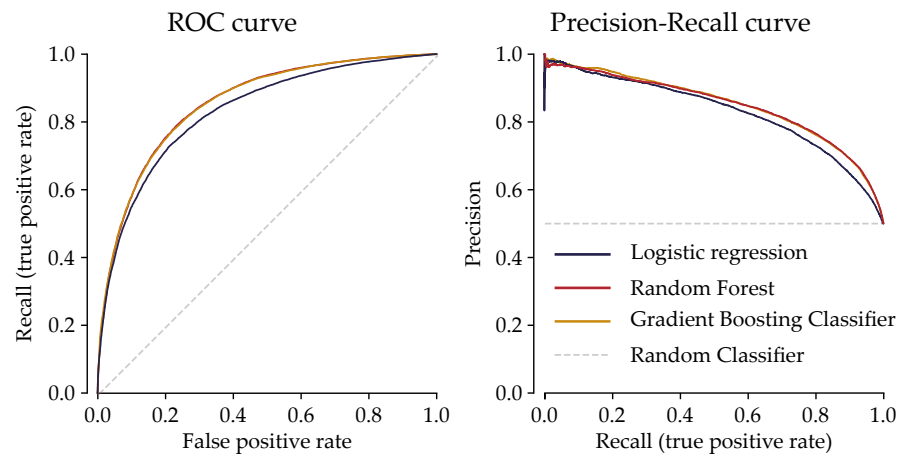 ROC curve
Recall (true positive rate)
1.0
0.8
0.6
0.4
0.2
0.0
0.0 0.2 0.4 0.6 0.8 1.0
False positive rate
Precision-Recall curve
Precision
1.0
0.8
0.6
0.4
0.2
0.0
Logistic regression
Random Forest
Gradient Boosting Classifier
Random Classifier
0.0 0.2 0.4 0.6 0.8 1.0
Recall (true positive rate)